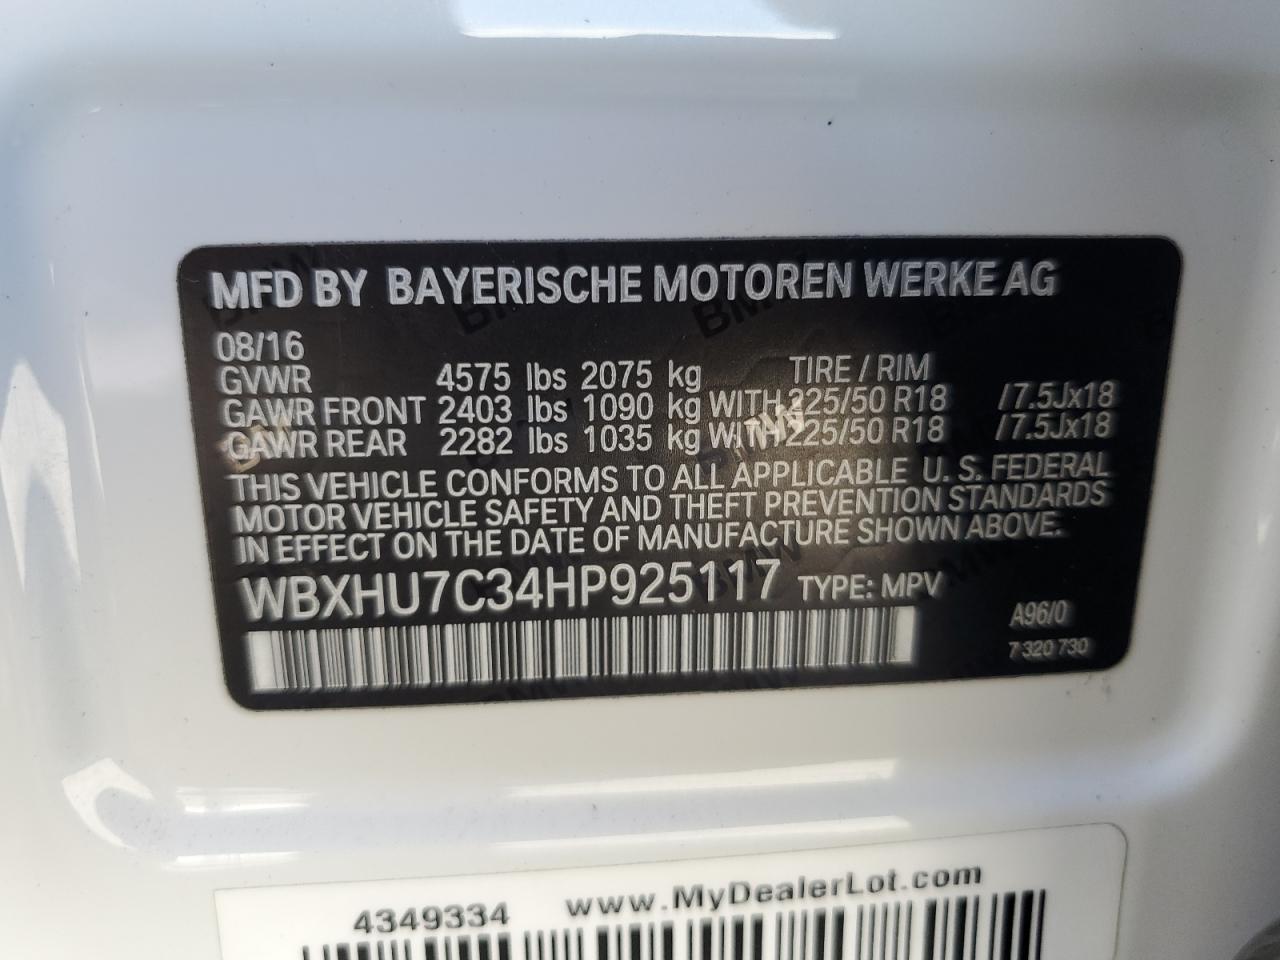 MFD BY BAYERISCHE MOTOREN WERKE AG
08/16
GVWR 4575 lbs 2075 kg TIRE / RIM
GAWR FRONT 2403 lbs 1090 kg WITH 225/50 R18 /7.5Jx18
GAWR REAR 2282 lbs 1035 kg WITH 225/50 R18 /7.5Jx18
THIS VEHICLE CONFORMS TO ALL APPLICABLE U. S. FEDERAL
MOTOR VEHICLE SAFETY AND THEFT PREVENTION STANDARDS
IN EFFECT ON THE DATE OF MANUFACTURE SHOWN ABOVE.
WBXHU7C34HP925117 TYPE: MPV
A96/0
7 320 730
www.MyDealerLot.com
4349334